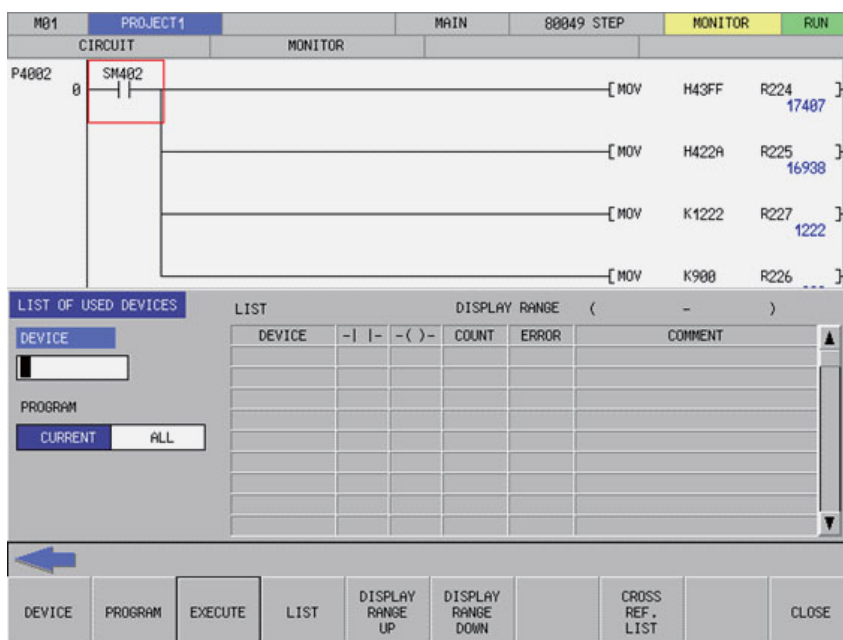 M01 PROJECT1 MAIN 80049 STEP MONITOR RUN
CIRCUIT MONITOR
P4002 0 SM402 MOV H43FF R224
17407
MOV H422A R225
16938
MOV K1222 R227
1222
MOV K900 R226
LIST OF USED DEVICES LIST DISPLAY RANGE ( - )
DEVICE DEVICE -| |- -( )- COUNT ERROR COMMENT
PROGRAM
CURRENT ALL
DEVICE PROGRAM EXECUTE LIST DISPLAY RANGE UP DISPLAY RANGE DOWN CROSS REF. LIST CLOSE